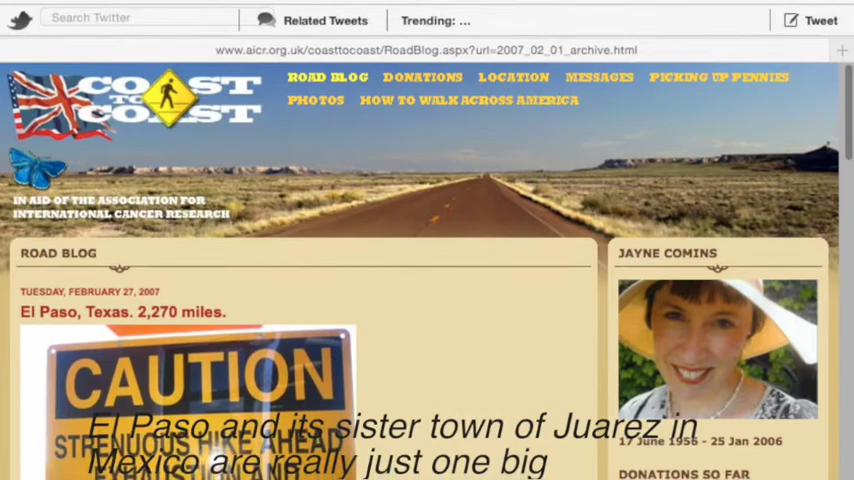 Search Twitter
Related Tweets
Trending: ...
Tweet
www.aicr.org.uk/coasttocoast/RoadBlog.aspx?url=2007_02_01_archive.html
COAST
TO
COAST
ROAD BLOG DONATIONS LOCATION MESSAGES PICKING UP PENNIES
PHOTOS HOW TO WALK ACROSS AMERICA
IN AID OF THE ASSOCIATION FOR
INTERNATIONAL CANCER RESEARCH
ROAD BLOG
TUESDAY, FEBRUARY 27, 2007
El Paso, Texas. 2,270 miles.
CAUTION
STRENUOUS HIKE AHEAD
EXHAUSTION AND
El Paso and its sister town of Juarez in
Mexico are really just one big
JAYNE COMINS
17 June 1956 - 25 Jan 2006
DONATIONS SO FAR